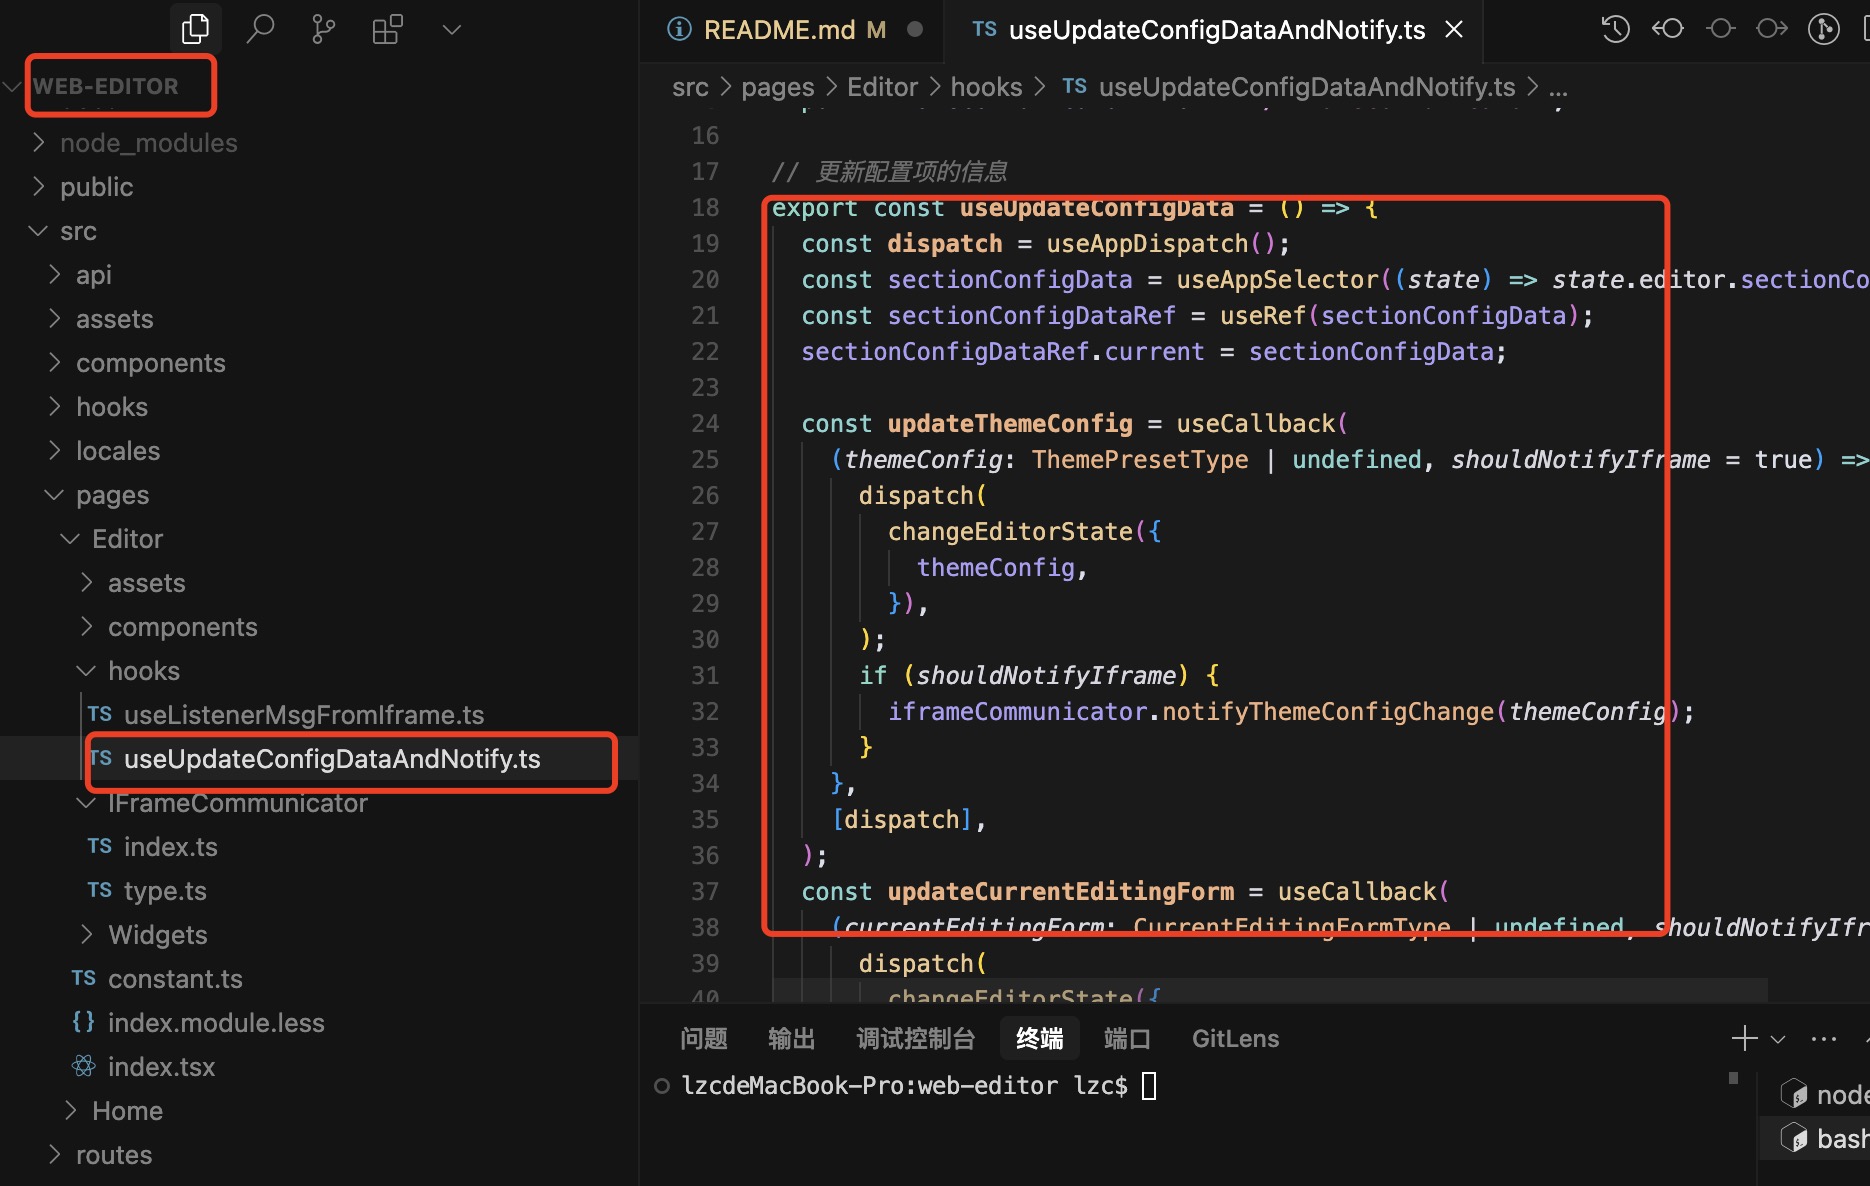 WEB-EDITOR
node_modules
public
src
api
assets
components
hooks
locales
pages
Editor
assets
components
hooks
TS useListenerMsgFromIframe.ts
TS useUpdateConfigDataAndNotify.ts
IFrameCommunicator
TS index.ts
TS type.ts
Widgets
TS constant.ts
{} index.module.less
index.tsx
Home
routes
README.md M
TS useUpdateConfigDataAndNotify.ts
src > pages > Editor > hooks > TS useUpdateConfigDataAndNotify.ts > ...
16
17 // 更新配置项的信息
18 export const useUpdateConfigData = () => {
19 const dispatch = useAppDispatch();
20 const sectionConfigData = useAppSelector((state) => state.editor.sectionCo
21 const sectionConfigDataRef = useRef(sectionConfigData);
22 sectionConfigDataRef.current = sectionConfigData;
23
24 const updateThemeConfig = useCallback(
25 (themeConfig: ThemePresetType | undefined, shouldNotifyIframe = true) =>
26 dispatch(
27 changeEditorState({
28 themeConfig,
29 }),
30 );
31 if (shouldNotifyIframe) {
32 iframeCommunicator.notifyThemeConfigChange(themeConfig);
33 }
34 },
35 [dispatch],
36 );
37 const updateCurrentEditingForm = useCallback(
38 (currentEditingForm: CurrentEditingFormType | undefined, shouldNotifyIfr
39 dispatch(
40 changeEditorState({
问题 输出 调试控制台 终端 端口 GitLens
lzcdeMacBook-Pro:web-editor lzc$
node
bash